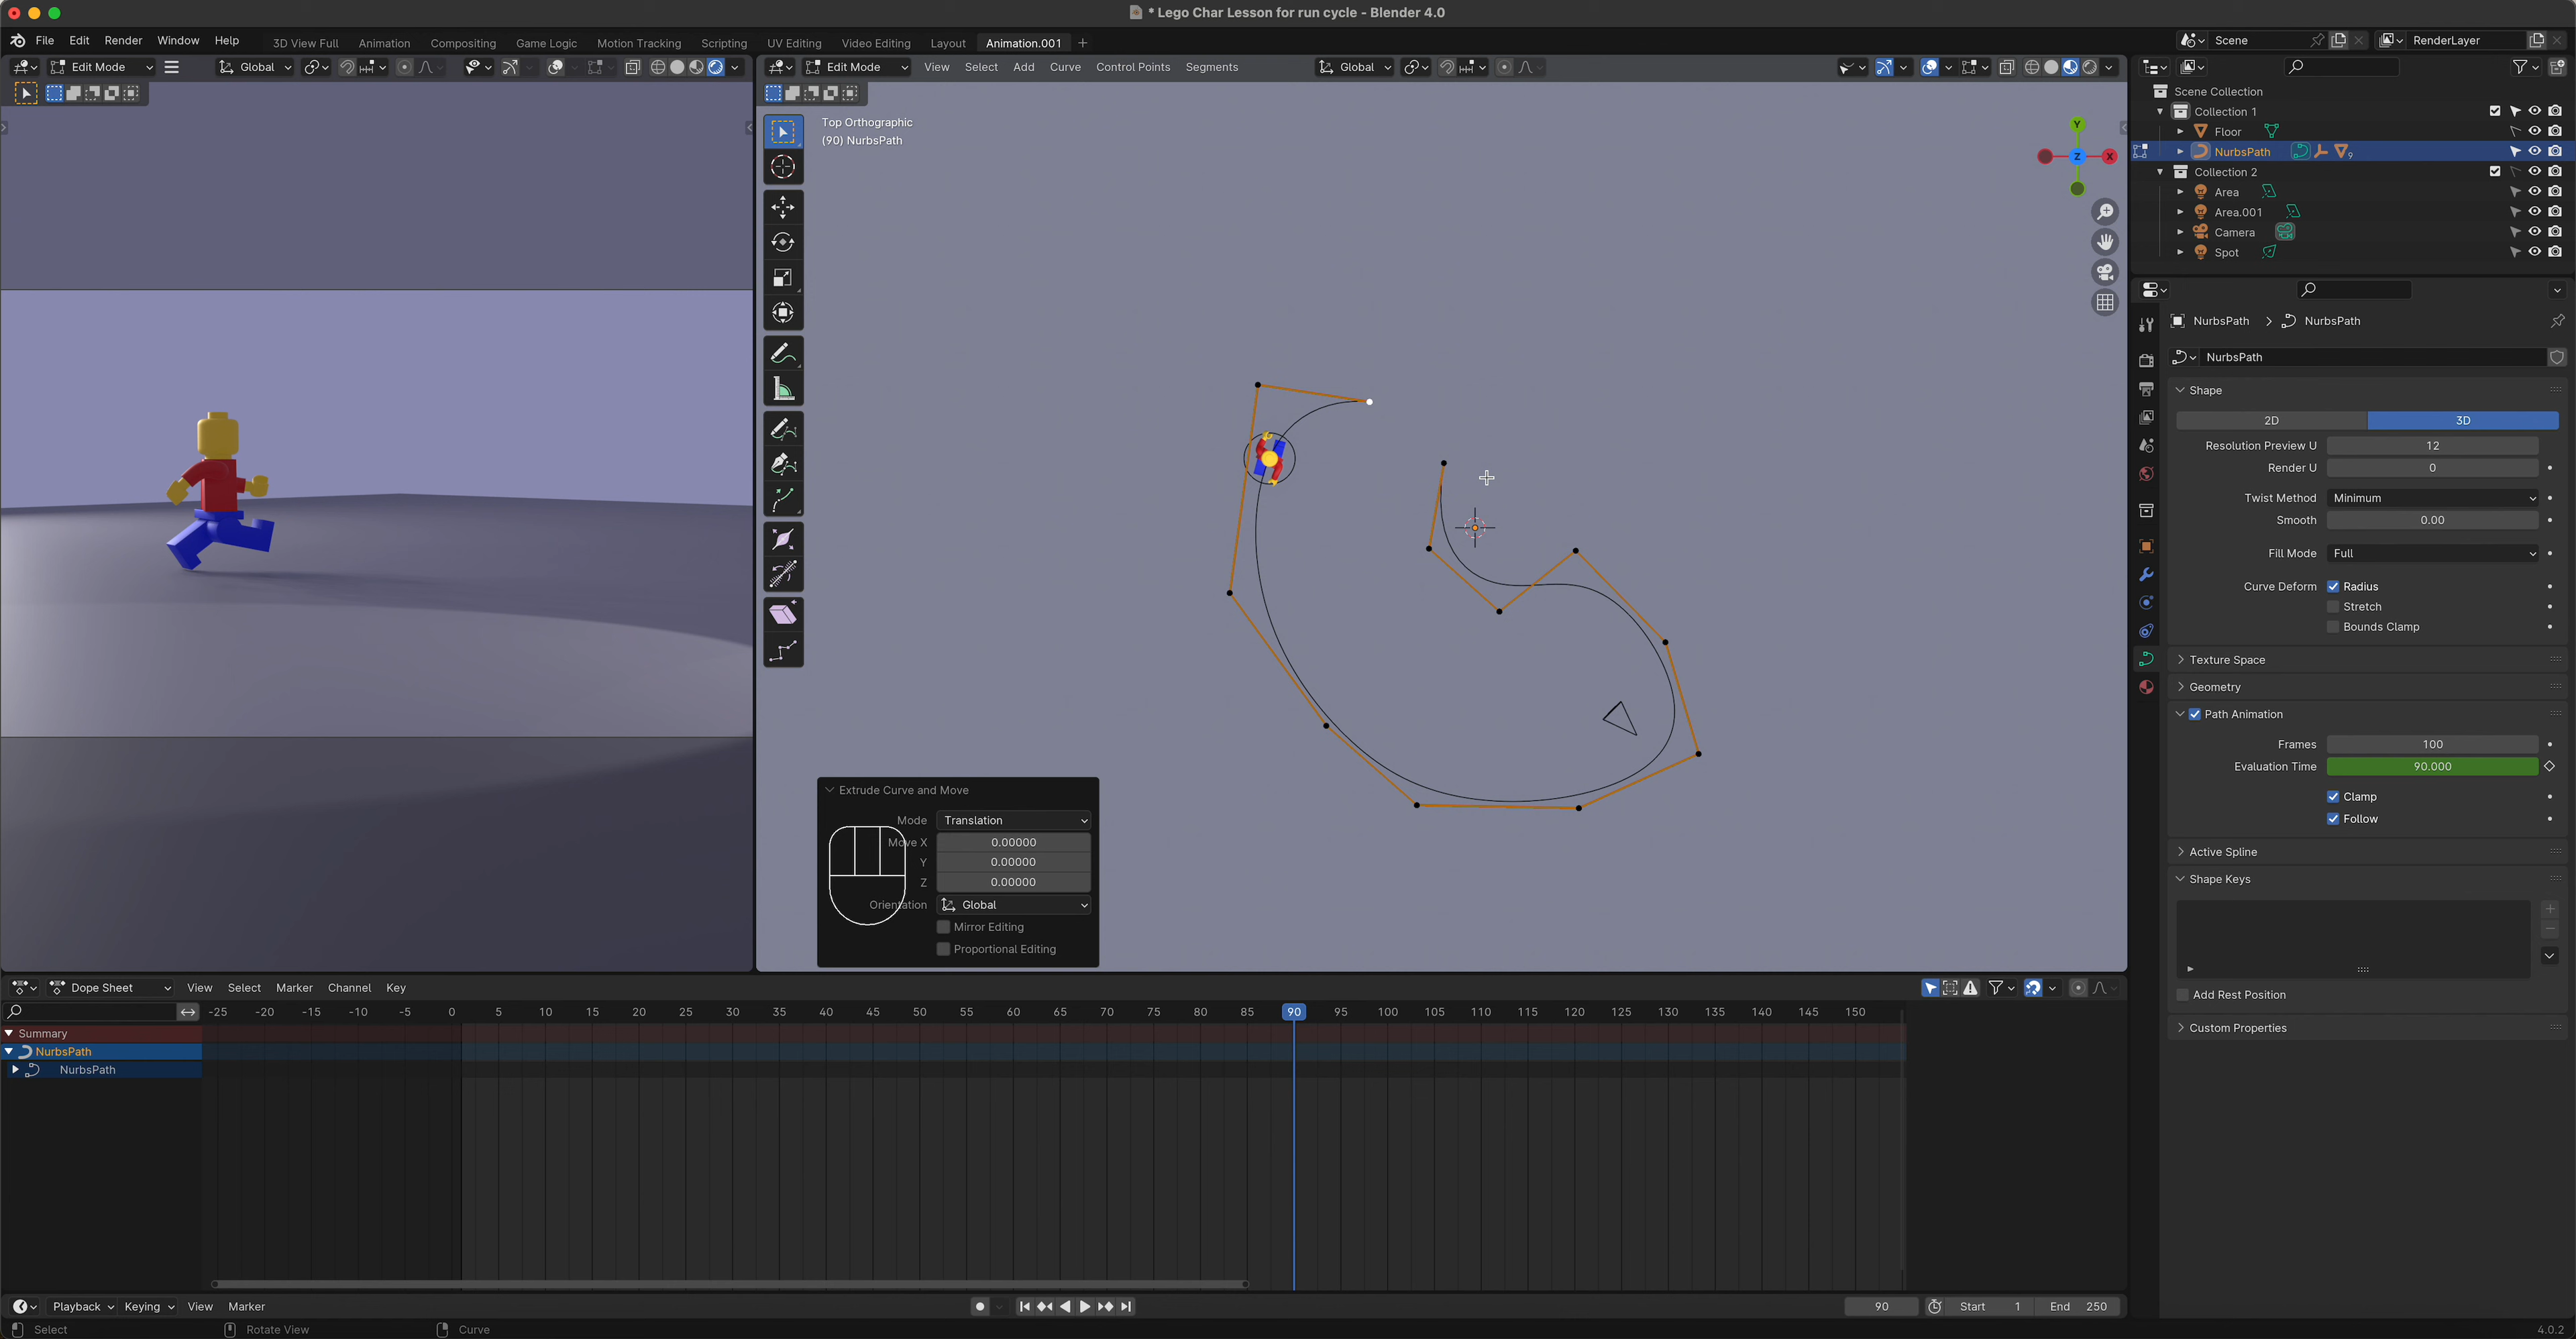 * Lego Char Lesson for run cycle - Blender 4.0
File Edit Render Window Help 3D View Full Animation Compositing Game Logic Motion Tracking Scripting UV Editing Video Editing Layout Animation.001 + Scene RenderLayer
Edit Mode Global Edit Mode View Select Add Curve Control Points Segments Global
Top Orthographic
(90) NurbsPath
Y
Z X
Scene Collection
Collection 1
Floor
NurbsPath 9
Collection 2
Area
Area.001
Camera
Spot
NurbsPath > NurbsPath
NurbsPath
Shape
2D 3D
Resolution Preview U 12
Render U 0
Twist Method Minimum
Smooth 0.00
Fill Mode Full
Curve Deform Radius
Stretch
Bounds Clamp
Texture Space
Geometry
Path Animation
Frames 100
Evaluation Time 90.000
Clamp
Follow
Active Spline
Shape Keys
Add Rest Position
Custom Properties
Extrude Curve and Move
Mode Translation
Move X 0.00000
Y 0.00000
Z 0.00000
Orientation Global
Mirror Editing
Proportional Editing
Dope Sheet View Select Marker Channel Key
-25 -20 -15 -10 -5 0 5 10 15 20 25 30 35 40 45 50 55 60 65 70 75 80 85 90 95 100 105 110 115 120 125 130 135 140 145 150
Summary
NurbsPath
NurbsPath
Playback Keying View Marker 90 Start 1 End 250
Select Rotate View Curve 4.0.2